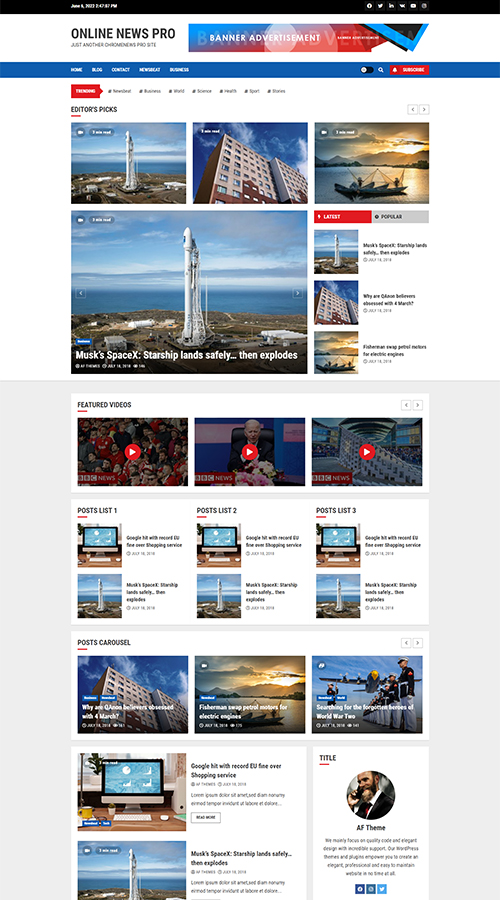 June 6, 2022 2:47:07 PM
ONLINE NEWS PRO
JUST ANOTHER CHROMENEWS PRO SITE
BANNER ADVERTISEMENT
BANNER ADVERTISEMENT
HOME BLOG CONTACT NEWSBEAT BUSINESS
SUBSCRIBE
TRENDING # Newsbeat # Business # World # Science # Health # Sport # Stories
EDITOR'S PICKS
3 min read
3 min read
3 min read
3 min read
Business
Musk's SpaceX: Starship lands safely… then explodes
AF THEMES JULY 18, 2018 146
LATEST
POPULAR
Musk's SpaceX: Starship lands
safely… then explodes
JULY 18, 2018
Why are QAnon believers
obsessed with 4 March?
JULY 18, 2018
Fisherman swap petrol motors
for electric engines
JULY 18, 2018
FEATURED VIDEOS
BBC NEWS
BBC NEWS
BBC NEWS
POSTS LIST 1
Google hit with record EU
fine over Shopping service
JULY 18, 2018
Musk's SpaceX: Starship
lands safely… then
explodes
JULY 18, 2018
POSTS LIST 2
Google hit with record EU
fine over Shopping service
JULY 18, 2018
Musk's SpaceX: Starship
lands safely… then
explodes
JULY 18, 2018
POSTS LIST 3
Google hit with record EU
fine over Shopping service
JULY 18, 2018
Musk's SpaceX: Starship
lands safely… then
explodes
JULY 18, 2018
POSTS CAROUSEL
Business Newsbeat
Why are QAnon believers obsessed
with 4 March?
JULY 18, 2018
Newsbeat
Fisherman swap petrol motors for
electric engines
JULY 18, 2018
Newsbeat World
Searching for the forgotten heroes of
World War Two
JULY 18, 2018
min read
Newsbeat Tech
Google hit with record EU fine over
Shopping service
AF THEMES JULY 18, 2018
Lorem ipsum dolor sit amet,sed diam nonumy
eirmod tempor invidunt ut labore et dolore…
READ MORE
3 min read
Musk's SpaceX: Starship lands safely…
then explodes
AF THEMES JULY 18, 2018
Lorem ipsum dolor sit amet,sed diam nonumy
eirmod tempor invidunt ut labore et dolore…
TITLE
AF Theme
We mainly focus on quality code and elegant
design with incredible support. Our WordPress
themes and plugins empower you to create an
elegant, professional and easy to maintain
website in no time at all.